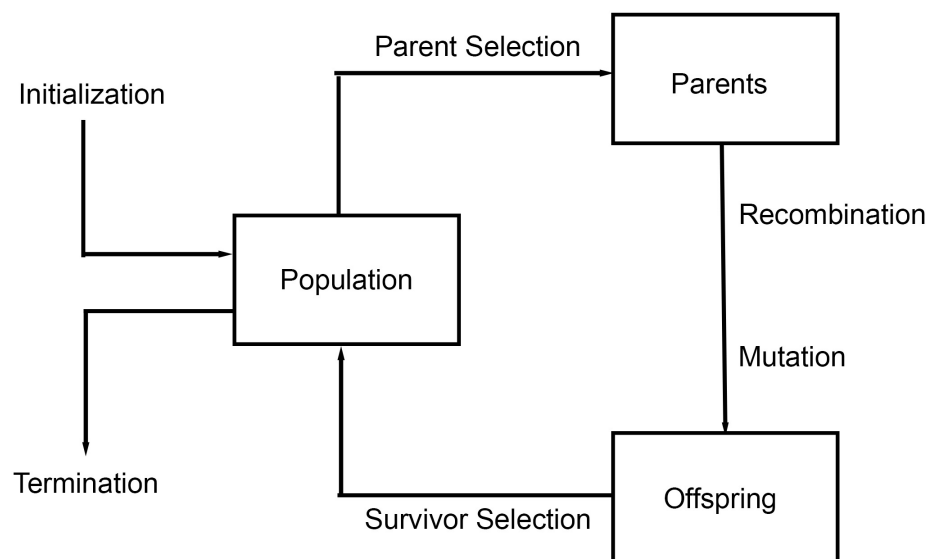 Parent Selection
Parents
Initialization
Recombination
Population
Mutation
Termination
Offspring
Survivor Selection